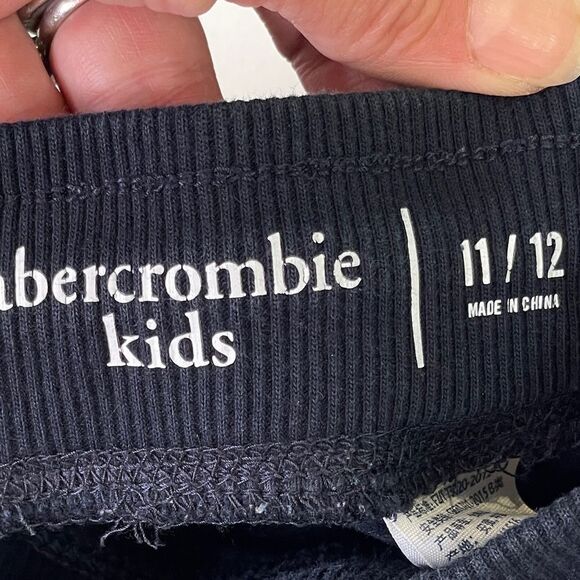 abercrombie
kids
11/12
MADE IN CHINA